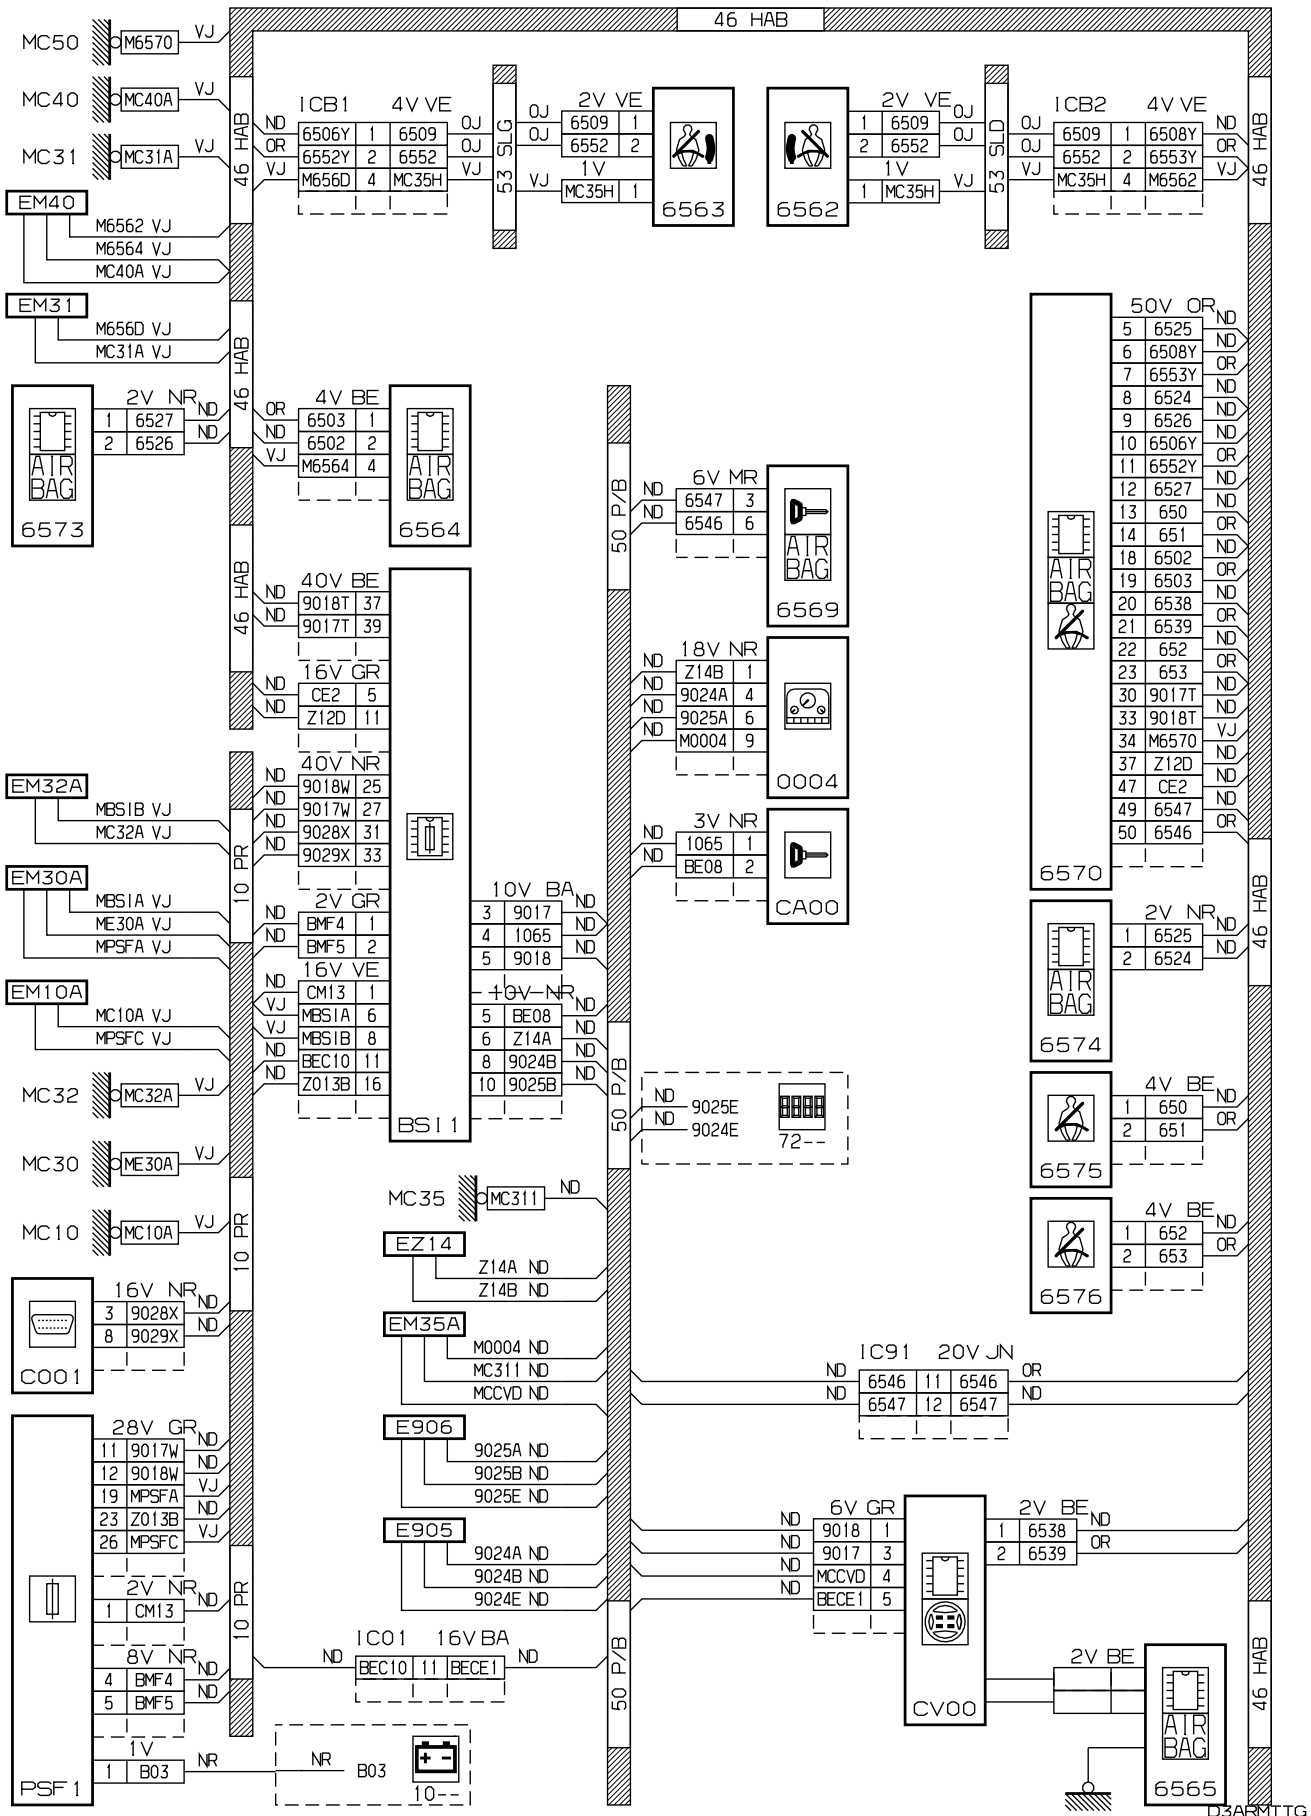 46 HAB
MC50 M6570 VJ
MC40 MC40A VJ
MC31 MC31A VJ
46 HAB
EM40
M6562 VJ
M6564 VJ
MC40A VJ
EM31
M656D VJ
MC31A VJ
46 HAB
2V NR
1 6527 ND
2 6526 ND
AIR
BAG
6573
46 HAB
ICB1 4V VE
ND 6506Y 1 6509 OJ
OR 6552Y 2 6552 OJ
VJ M656D 4 MC35H VJ
53 SLG
2V VE
OJ 6509 1
OJ 6552 2
1V
VJ MC35H 1
6563
6562
2V VE
1 6509 OJ
2 6552 OJ
1V
1 MC35H VJ
53 SLD
ICB2 4V VE
OJ 6509 1 6508Y ND
OJ 6552 2 6553Y OR
VJ MC35H 4 M6562 VJ
46 HAB
4V BE
OR 6503 1
ND 6502 2
VJ M6564 4
AIR
BAG
6564
50 P/B
6V MR
ND 6547 3
ND 6546 6
AIR
BAG
6569
18V NR
ND Z14B 1
ND 9024A 4
ND 9025A 6
ND M0004 9
0004
3V NR
ND 1065 1
ND BE08 2
CA00
50V OR
5 6525 ND
6 6508Y ND
7 6553Y OR
8 6524 ND
9 6526 ND
10 6506Y ND
11 6552Y OR
12 6527 ND
13 650 ND
14 651 OR
18 6502 ND
19 6503 OR
20 6538 ND
21 6539 OR
22 652 ND
23 653 OR
30 9017T ND
33 9018T ND
34 M6570 VJ
37 Z12D ND
47 CE2 ND
49 6547 ND
50 6546 OR
AIR
BAG
6570
46 HAB
2V NR
1 6525 ND
2 6524 ND
AIR
BAG
6574
4V BE
1 650 ND
2 651 OR
6575
4V BE
1 652 ND
2 653 OR
6576
40V BE
ND 9018T 37
ND 9017T 39
16V GR
ND CE2 5
ND Z12D 11
40V NR
ND 9018W 25
ND 9017W 27
ND 9028X 31
ND 9029X 33
2V GR
ND BMF4 1
ND BMF5 2
16V VE
ND CM13 1
VJ MBSIA 6
VJ MBSIB 8
ND BEC10 11
ND Z013B 16
BSI1
10V BA
3 9017 ND
4 1065 ND
5 9018 ND
10V NR
5 BE08 ND
6 Z14A ND
8 9024B ND
10 9025B ND
50 P/B
ND 9025E
ND 9024E
72--
EM32A
MBSIB VJ
MC32A VJ
10 PR
EM30A
MBSIA VJ
ME30A VJ
MPSFA VJ
EM10A
MC10A VJ
MPSFC VJ
MC32 MC32A VJ
MC30 ME30A VJ
MC10 MC10A VJ
10 PR
16V NR
3 9028X ND
8 9029X ND
C001
28V GR
11 9017W ND
12 9018W ND
19 MPSFA VJ
23 Z013B ND
26 MPSFC VJ
2V NR
1 CM13 ND
8V NR
4 BMF4 ND
5 BMF5 ND
1V
1 B03 NR
PSF1
10 PR
NR B03
10--
MC35 MC311 ND
EZ14
Z14A ND
Z14B ND
EM35A
M0004 ND
MC311 ND
MCCVD ND
E906
9025A ND
9025B ND
9025E ND
E905
9024A ND
9024B ND
9024E ND
IC01 16V BA
ND BEC10 11 BECE1 ND
50 P/B
IC91 20V JN
ND 6546 11 6546 OR
ND 6547 12 6547 ND
6V GR
ND 9018 1
ND 9017 3
ND MCCVD 4
ND BECE1 5
CV00
2V BE
1 6538 ND
2 6539 OR
2V BE
AIR
BAG
6565
46 HAB
D3ARMTTG